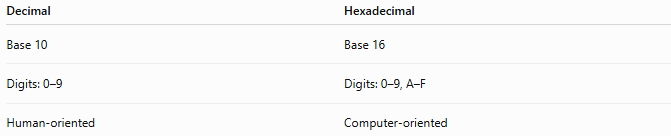 Decimal Hexadecimal
Base 10 Base 16
Digits: 0–9 Digits: 0–9, A–F
Human-oriented Computer-oriented